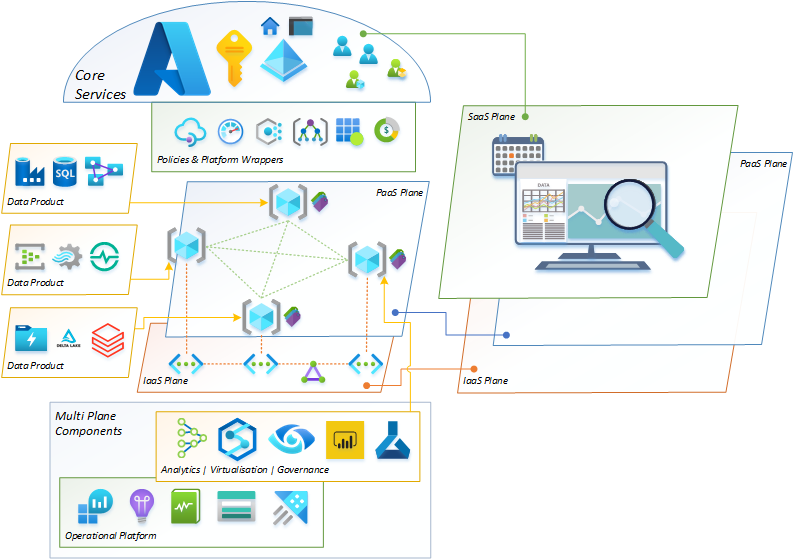 Core
Services
Policies & Platform Wrappers
SaaS Plane
PaaS Plane
DATA
SQL
Data Product
PaaS Plane
Data Product
DELTA LAKE
Data Product
IaaS Plane
IaaS Plane
Multi Plane
Components
Analytics | Virtualisation | Governance
Operational Platform